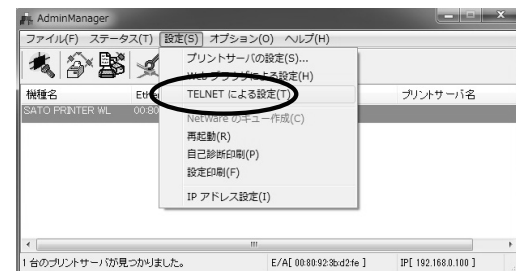 AdminManager
ファイル(F) ステータス(T) 設定(S) オプション(O) ヘルプ(H)
プリントサーバの設定(S)...
Web ブラウザによる設定(H)
TELNET による設定(T)
NetWare のキュー作成(C)
再起動(R)
自己診断印刷(P)
設定印刷(F)
IP アドレス設定(I)
機種名 プリントサーバ名
SATO PRINTER WL 00:80
1 台のプリントサーバが見つかりました。 E/A[ 00:80:92:3b:d2:fe ] IP[ 192.168.0.100 ]